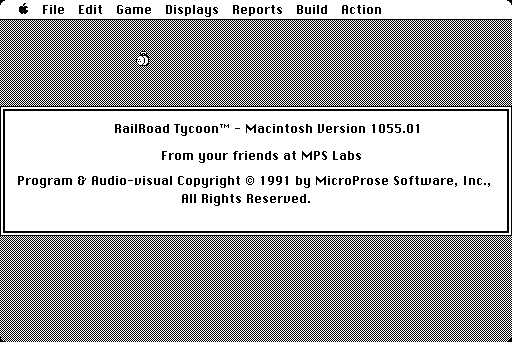 File Edit Game Displays Reports Build Action
RailRoad Tycoon™ - Macintosh Version 1055.01
From your friends at MPS Labs
Program & Audio-visual Copyright © 1991 by MicroProse Software, Inc.,
All Rights Reserved.